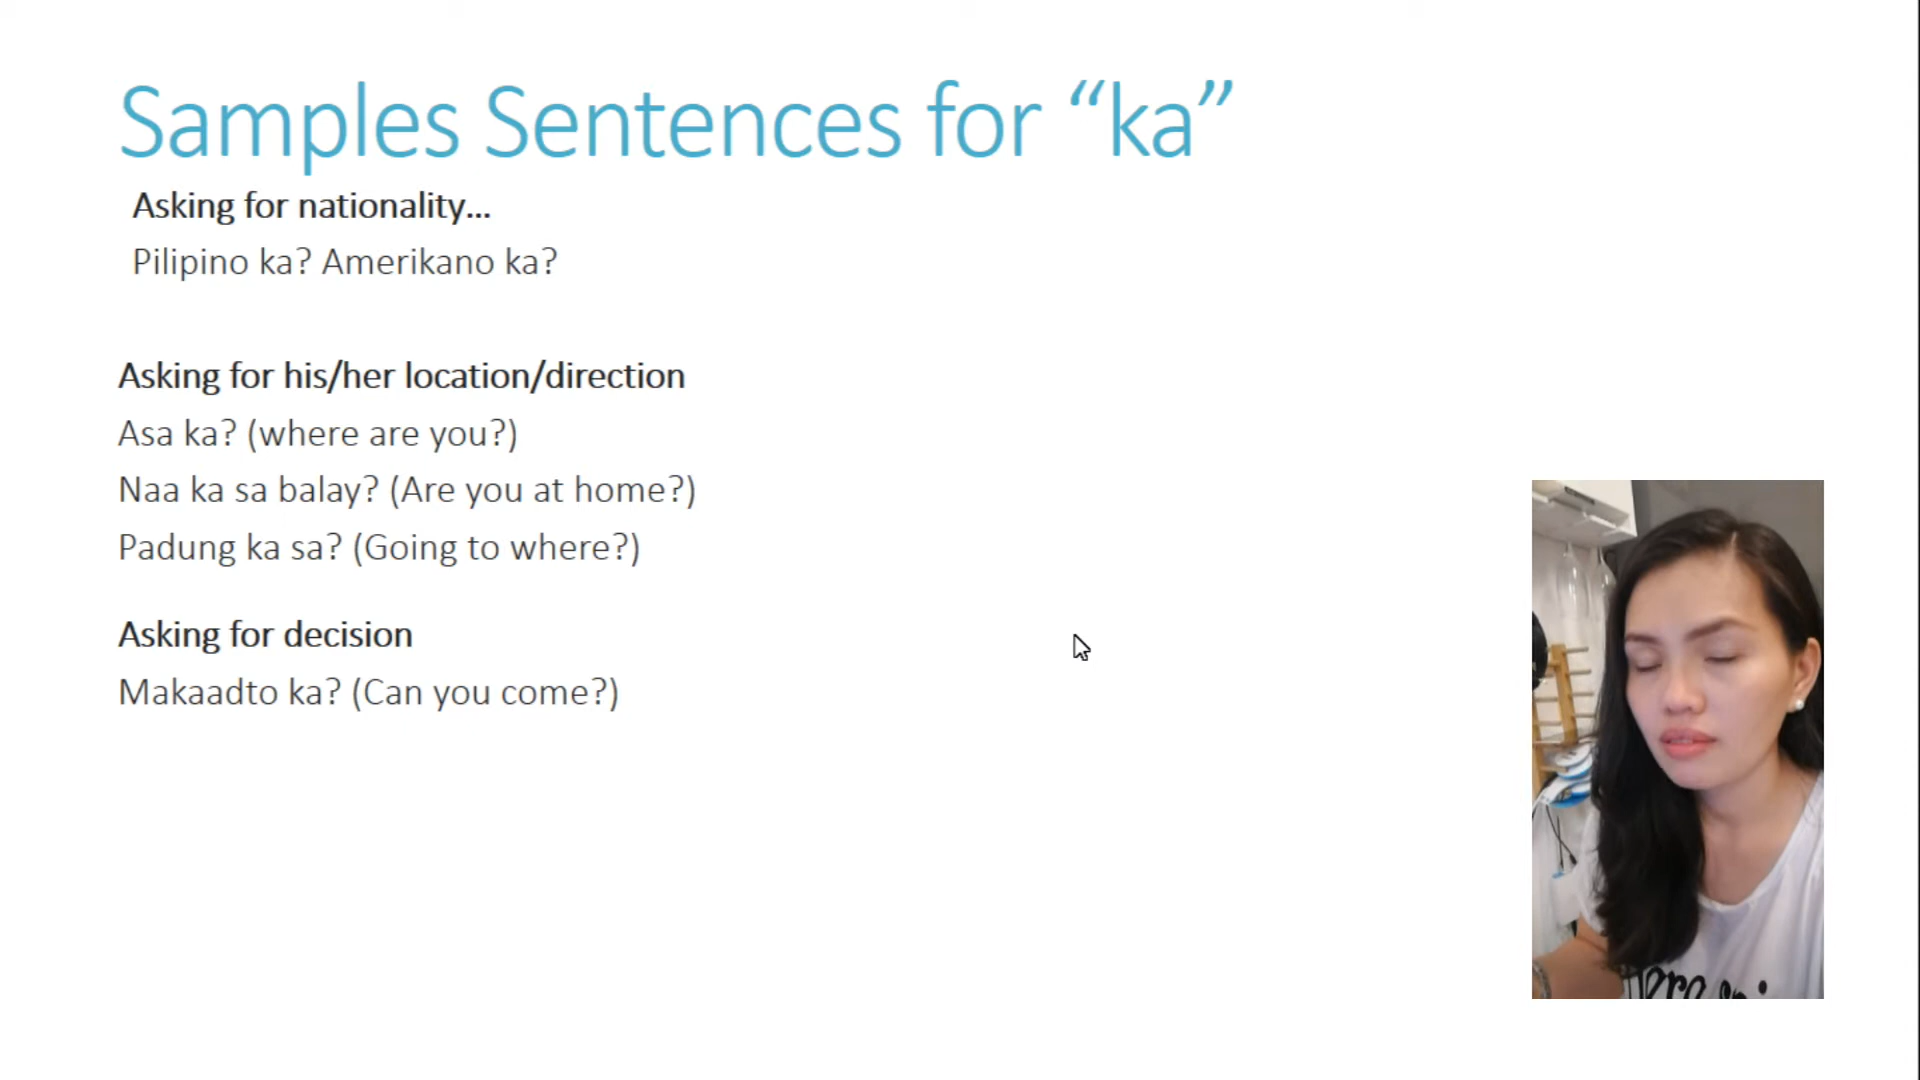 Samples Sentences for “ka”
Asking for nationality...
Pilipino ka? Amerikano ka?
Asking for his/her location/direction
Asa ka? (where are you?)
Naa ka sa balay? (Are you at home?)
Padung ka sa? (Going to where?)
Asking for decision
Makaadto ka? (Can you come?)